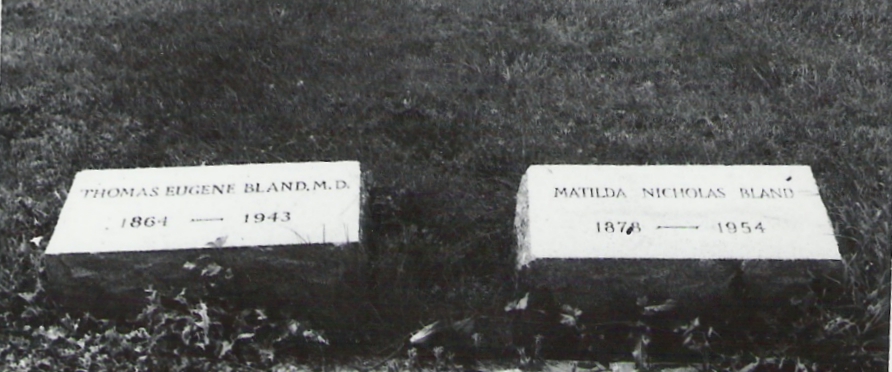 THOMAS EUGENE BLAND, M.D.
1864 — 1943
MATILDA NICHOLAS BLAND
1878 — 1954